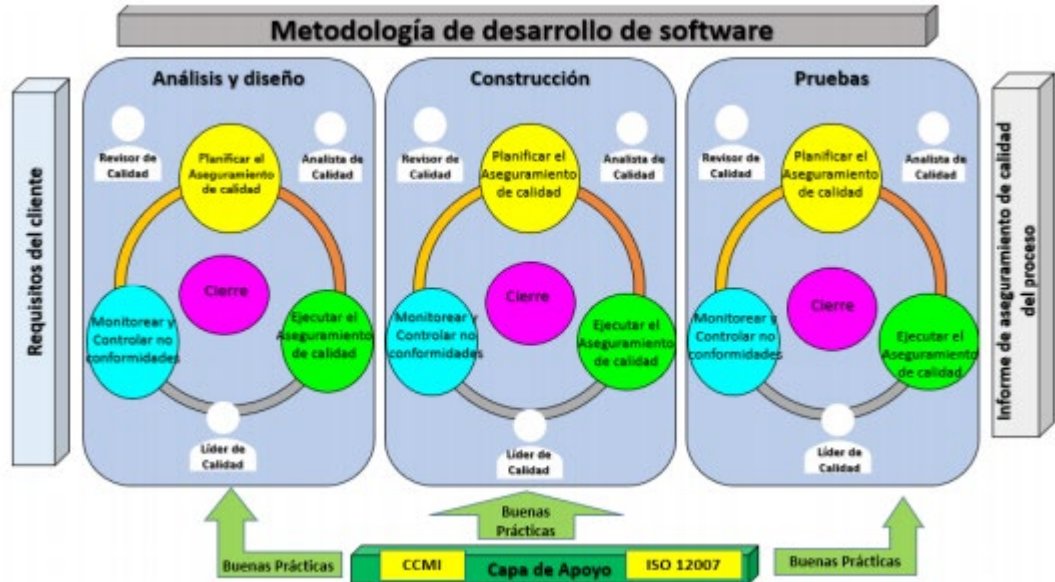 Metodología de desarrollo de software
Requisitos del cliente
Análisis y diseño
Revisor de
Calidad
Analista de
Calidad
Planificar el
Aseguramiento
de calidad
Cierre
Monitorear y
Controlar no
conformidades
Ejecutar el
Aseguramiento
de calidad
Líder de
Calidad
Construcción
Revisor de
Calidad
Analista de
Calidad
Planificar el
Aseguramiento
de calidad
Cierre
Monitorear y
Controlar no
conformidades
Ejecutar el
Aseguramiento
de calidad
Líder de
Calidad
Pruebas
Revisor de
Calidad
Analista de
Calidad
Planificar el
Aseguramiento
de calidad
Cierre
Monitorear y
Controlar no
conformidades
Ejecutar el
Aseguramiento
de calidad
Líder de
Calidad
Informe de aseguramiento de calidad
del proceso
Buenas Prácticas
Buenas
Prácticas
Buenas Prácticas
CCMI
Capa de Apoyo
ISO 12007